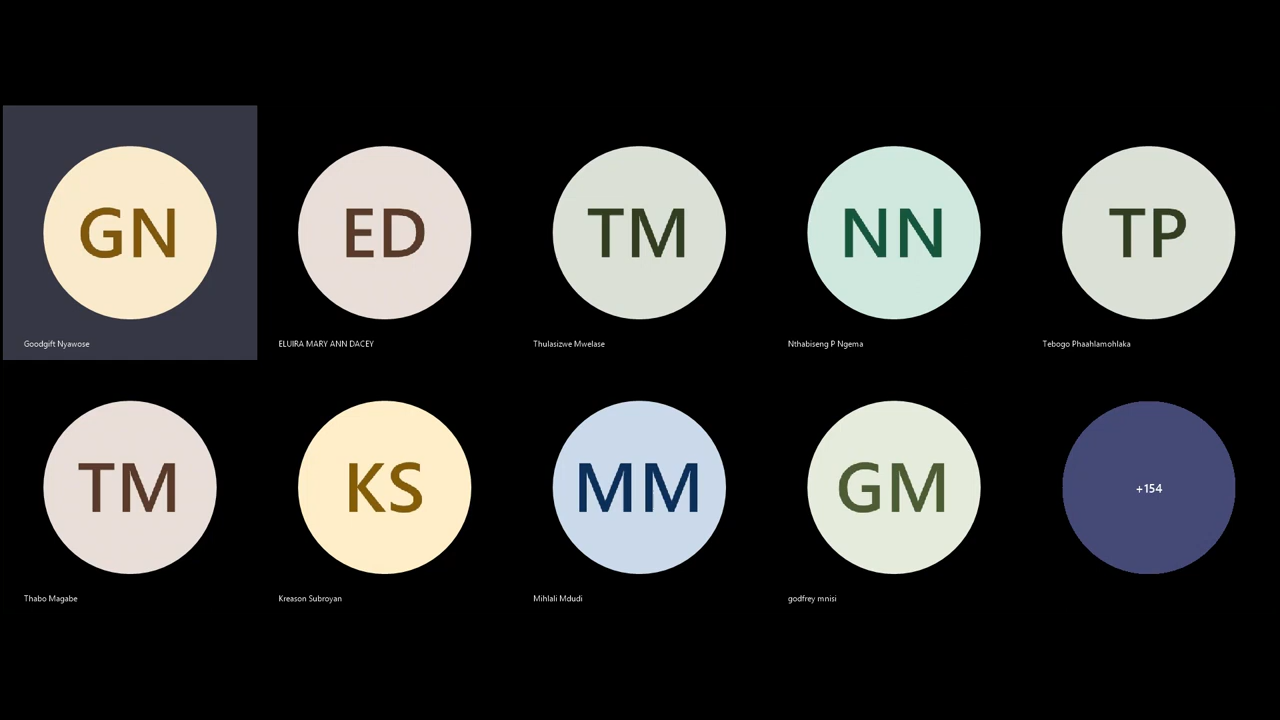 GN
ED
TM
NN
TP
Goodgift Nyawose
ELUIRA MARY ANN DACEY
Thulasizwe Mwelase
Nthabiseng P Ngema
Tebogo Phaahlamohlaka
TM
KS
MM
GM
+154
Thabo Magabe
Kreason Subroyan
Mihlali Mdudi
godfrey mnisi